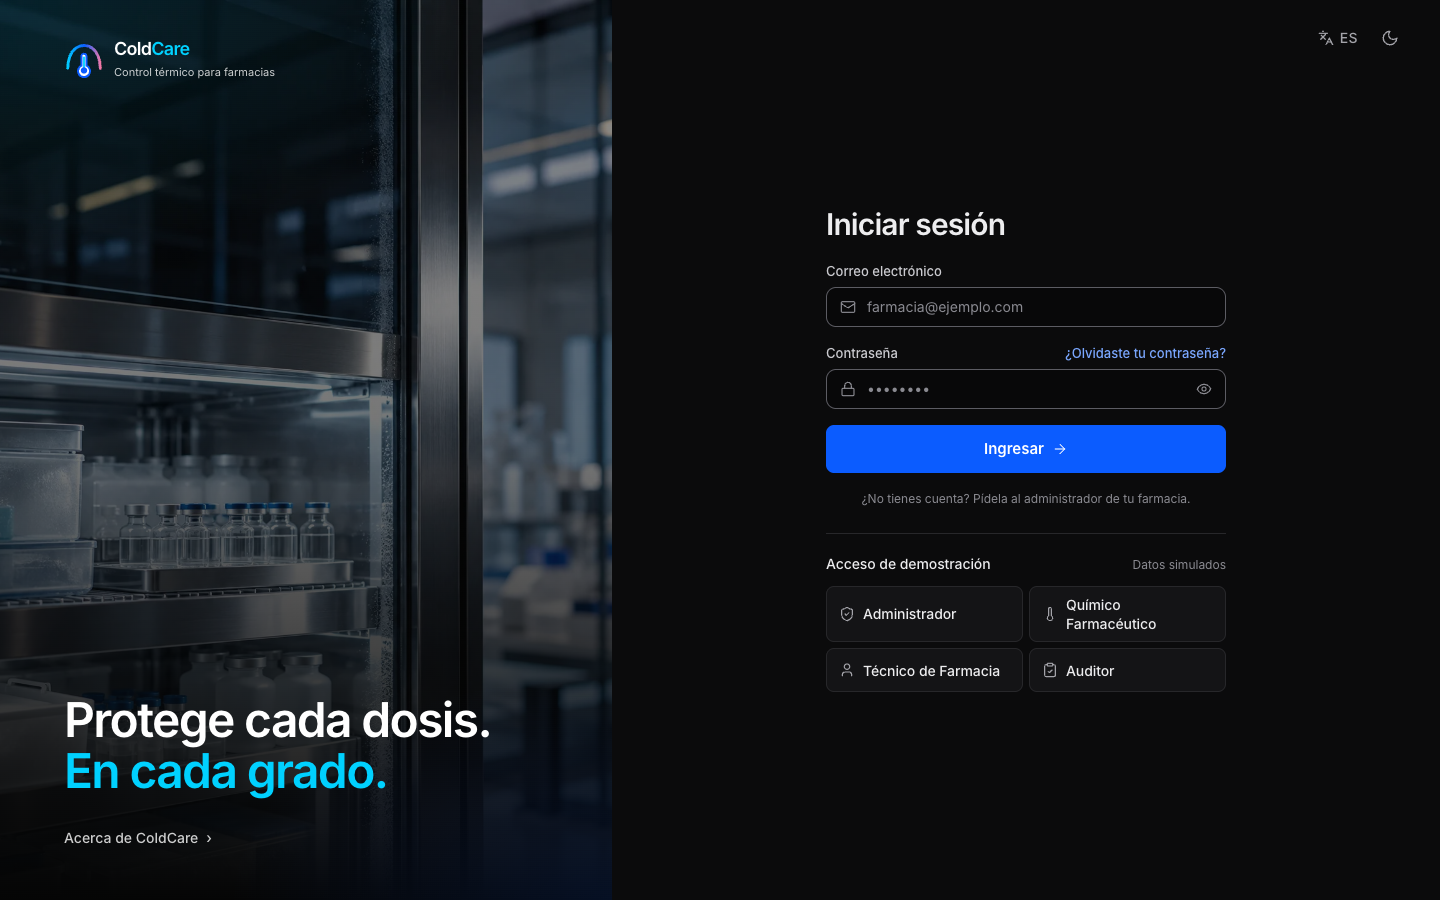 ColdCare
Control térmico para farmacias
ES
Protege cada dosis.
En cada grado.
Acerca de ColdCare ›
Iniciar sesión
Correo electrónico
farmacia@ejemplo.com
Contraseña ¿Olvidaste tu contraseña?
••••••••
Ingresar →
¿No tienes cuenta? Pídela al administrador de tu farmacia.
Acceso de demostración Datos simulados
Administrador
Químico
Farmacéutico
Técnico de Farmacia
Auditor